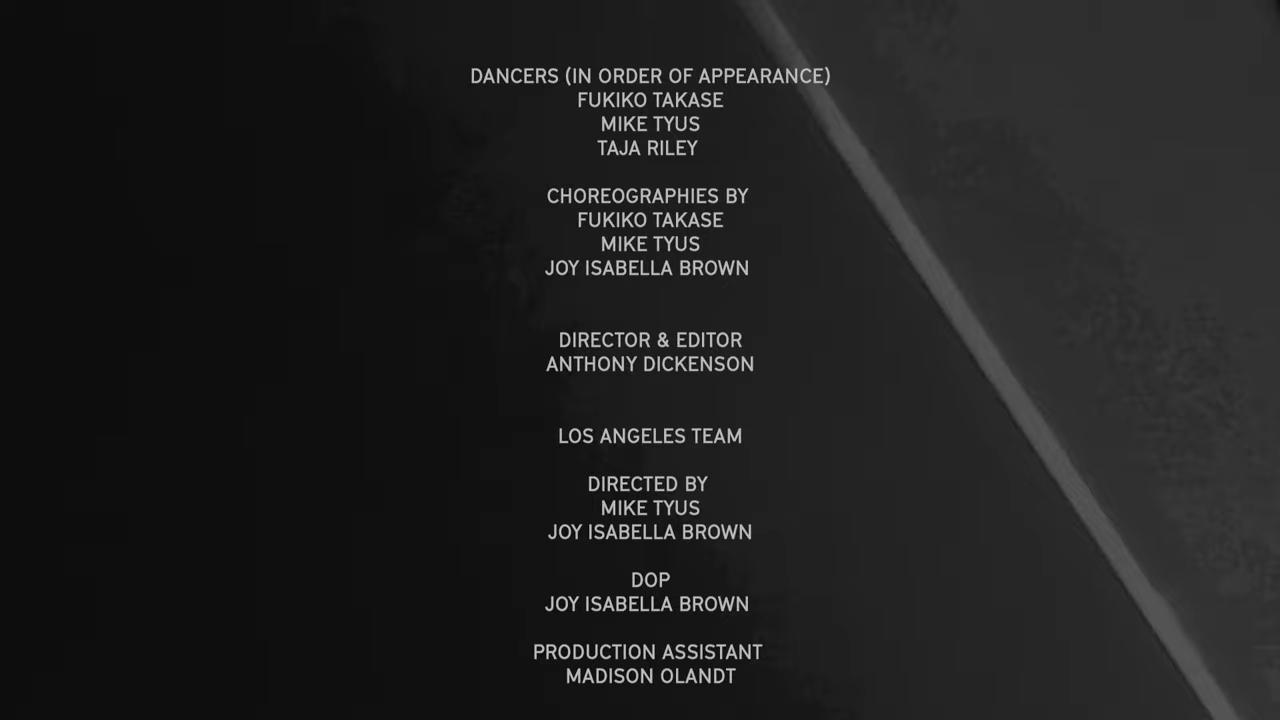 DANCERS (IN ORDER OF APPEARANCE)
FUKIKO TAKASE
MIKE TYUS
TAJA RILEY
CHOREOGRAPHIES BY
FUKIKO TAKASE
MIKE TYUS
JOY ISABELLA BROWN
DIRECTOR & EDITOR
ANTHONY DICKENSON
LOS ANGELES TEAM
DIRECTED BY
MIKE TYUS
JOY ISABELLA BROWN
DOP
JOY ISABELLA BROWN
PRODUCTION ASSISTANT
MADISON OLANDT